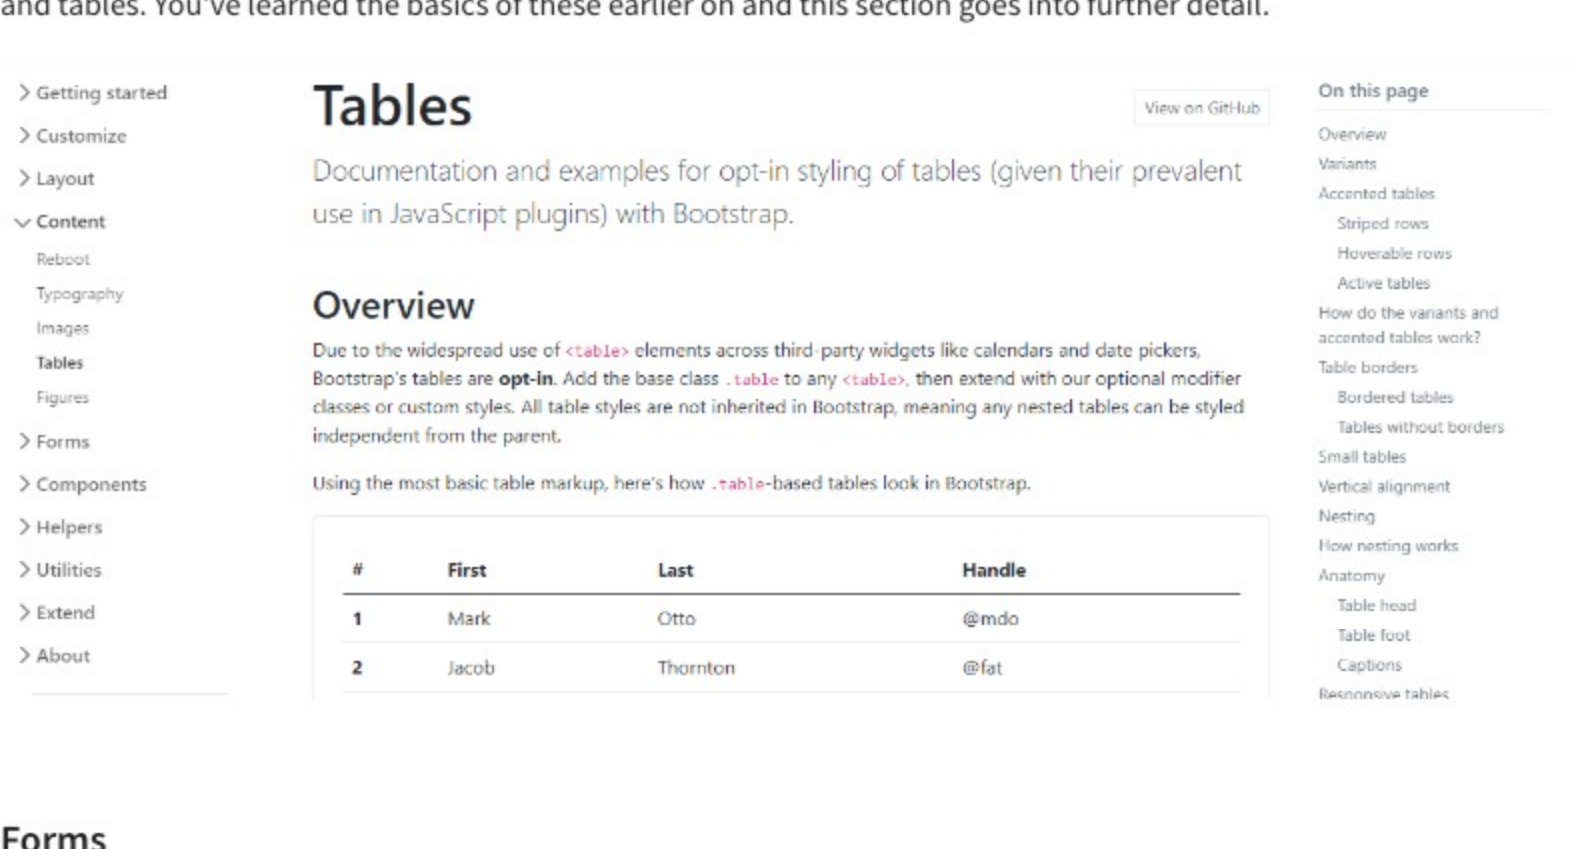 and tables. You've learned the basics of these earlier on and this section goes into further detail.
Getting started
Customize
Layout
Content
Reboot
Typography
Images
Tables
Figures
Forms
Components
Helpers
Utilities
Extend
About
Tables
View on GitHub
Documentation and examples for opt-in styling of tables (given their prevalent
use in JavaScript plugins) with Bootstrap.
Overview
Due to the widespread use of <table> elements across third-party widgets like calendars and date pickers,
Bootstrap's tables are opt-in. Add the base class .table to any <table>, then extend with our optional modifier
classes or custom styles. All table styles are not inherited in Bootstrap, meaning any nested tables can be styled
independent from the parent.
Using the most basic table markup, here's how .table-based tables look in Bootstrap.
# First Last Handle
1 Mark Otto @mdo
2 Jacob Thornton @fat
On this page
Overview
Variants
Accented tables
Striped rows
Hoverable rows
Active tables
How do the variants and
accented tables work?
Table borders
Bordered tables
Tables without borders
Small tables
Vertical alignment
Nesting
How nesting works
Anatomy
Table head
Table foot
Captions
Responsive tables
Forms